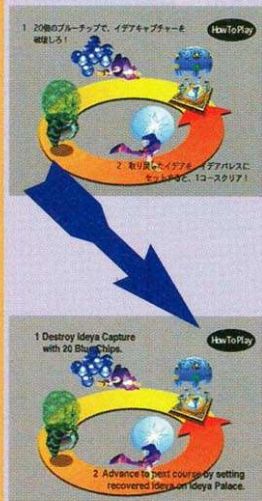 1 20個のブルーチップで、イデアキャプチャーを
破壊しろ！
HowToPlay
2 取り戻したイデアを、イデアパレスに
セットすると、1コースクリア！
1 Destroy Ideya Capture
with 20 Blue Chips.
HowToPlay
2 Advance to next course by setting
recovered Ideya on Ideya Palace.